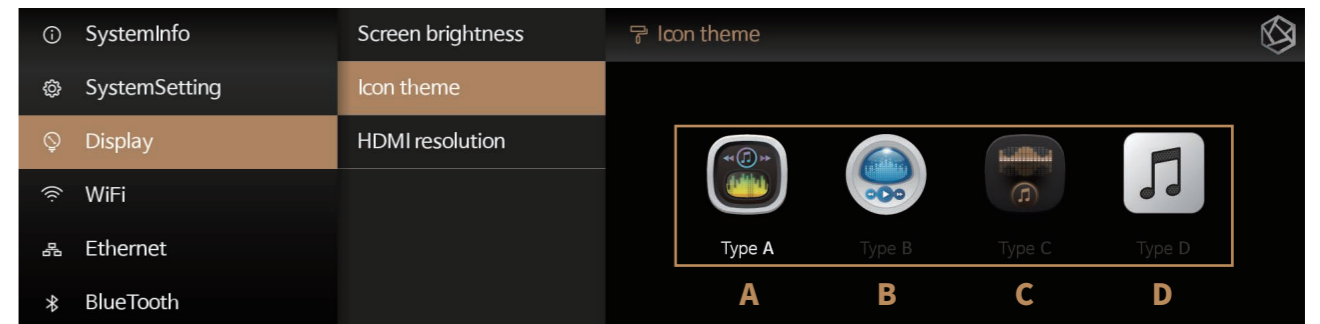 SystemInfo
SystemSetting
Display
WiFi
Ethernet
BlueTooth
Screen brightness
Icon theme
HDMI resolution
Icon theme
Type A Type B Type C Type D
A B C D